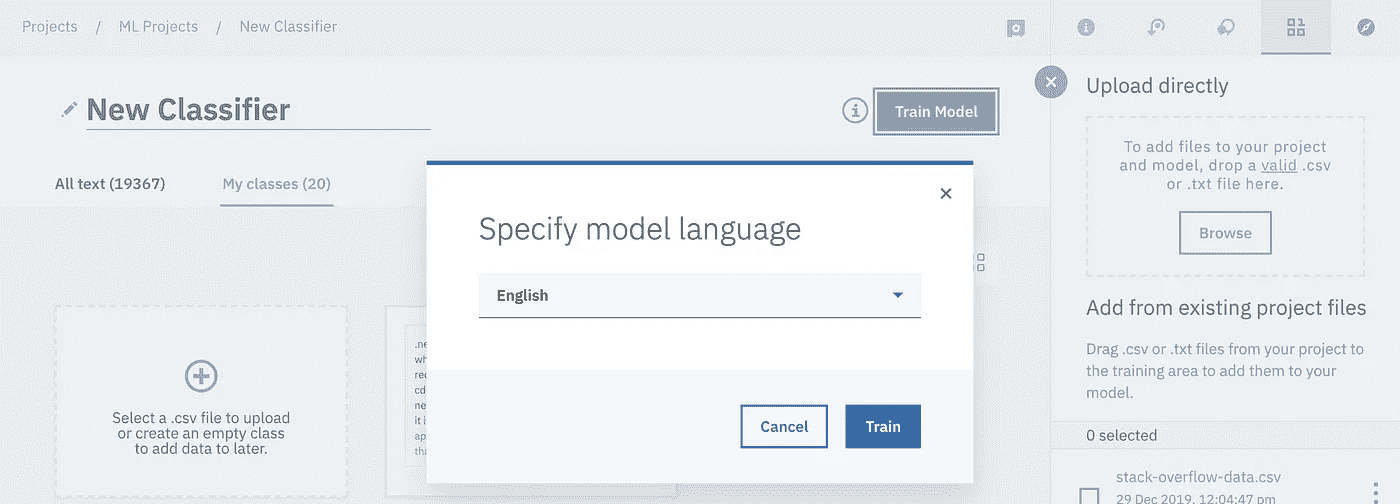 Projects / ML Projects / New Classifier
New Classifier
Train Model
All text (19367)
My classes (20)
Specify model language
English
Cancel
Train
Select a .csv file to upload
or create an empty class
to add data to later.
.ne
wh
cd
ne
it i
ap
tha
Upload directly
To add files to your project
and model, drop a valid .csv
or .txt file here.
Browse
Add from existing project files
Drag .csv or .txt files from your project to
the training area to add them to your
model.
0 selected
stack-overflow-data.csv
29 Dec 2019, 12:04:47 pm